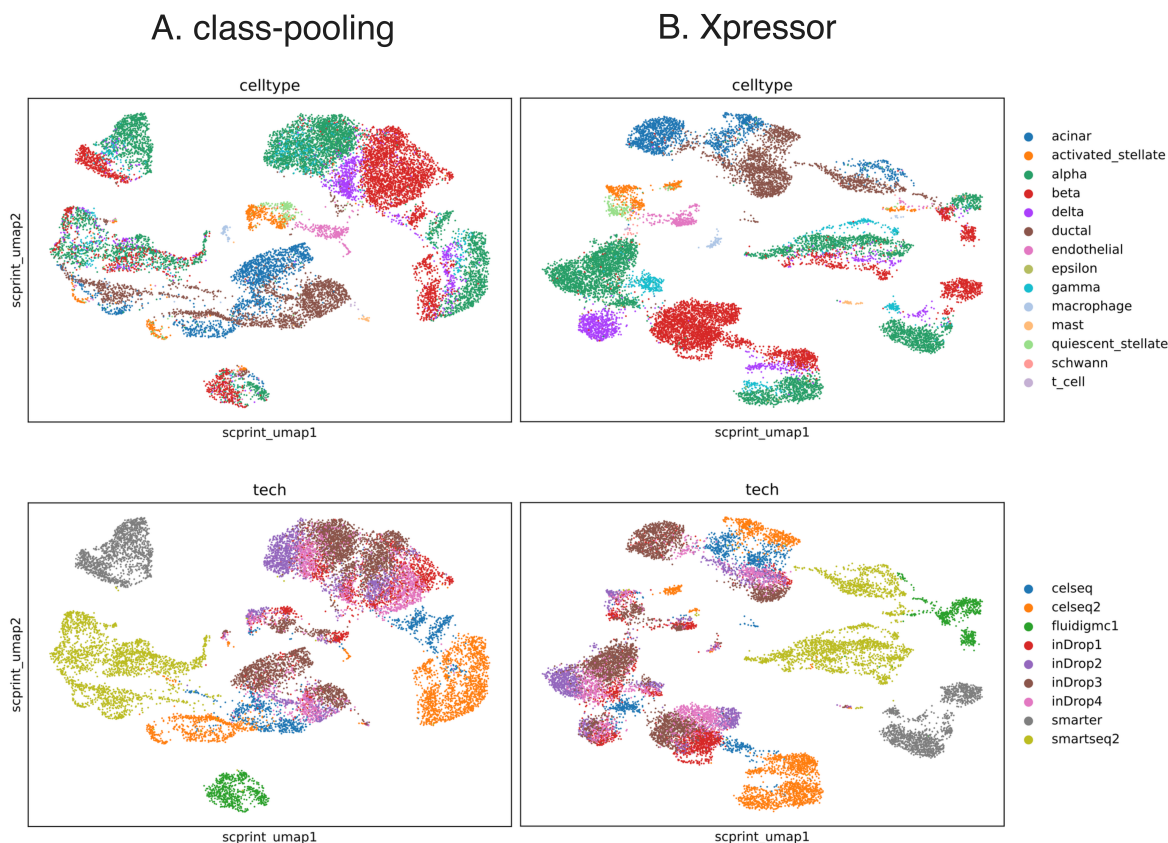 A. class-pooling
B. Xpressor
celltype
celltype
scprint_umap2
scprint_umap1
scprint_umap1
acinar
activated_stellate
alpha
beta
delta
ductal
endothelial
epsilon
gamma
macrophage
mast
quiescent_stellate
schwann
t_cell
tech
tech
scprint_umap2
scprint_umap1
scprint_umap1
celseq
celseq2
fluidigmc1
inDrop1
inDrop2
inDrop3
inDrop4
smarter
smartseq2